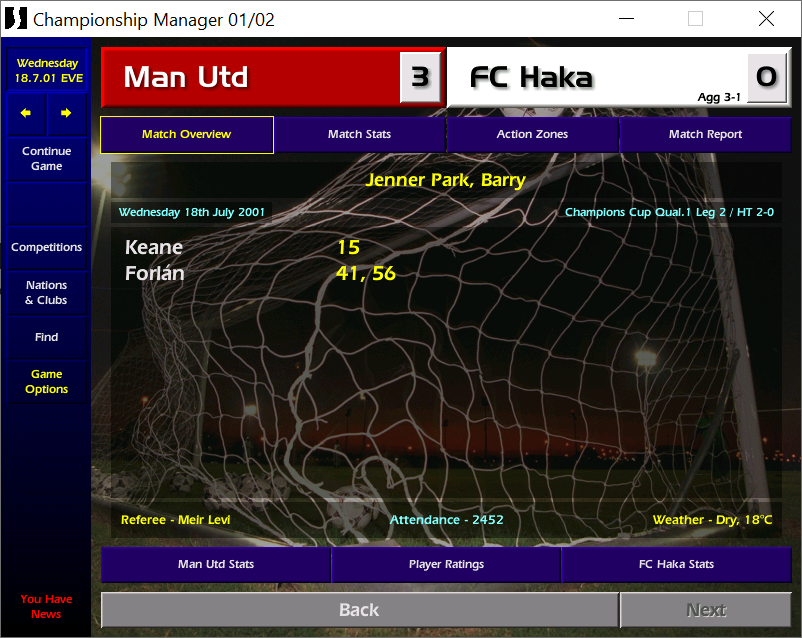 Championship Manager 01/02
Wednesday
18.7.01 EVE
Man Utd 3 FC Haka 0
Agg 3-1
Match Overview Match Stats Action Zones Match Report
Continue
Game
Jenner Park, Barry
Wednesday 18th July 2001 Champions Cup Qual.1 Leg 2 / HT 2-0
Competitions
Keane 15
Forlán 41, 56
Nations
& Clubs
Find
Game
Options
Referee - Meir Levi Attendance - 2452 Weather - Dry, 18°C
Man Utd Stats Player Ratings FC Haka Stats
You Have
News
Back Next